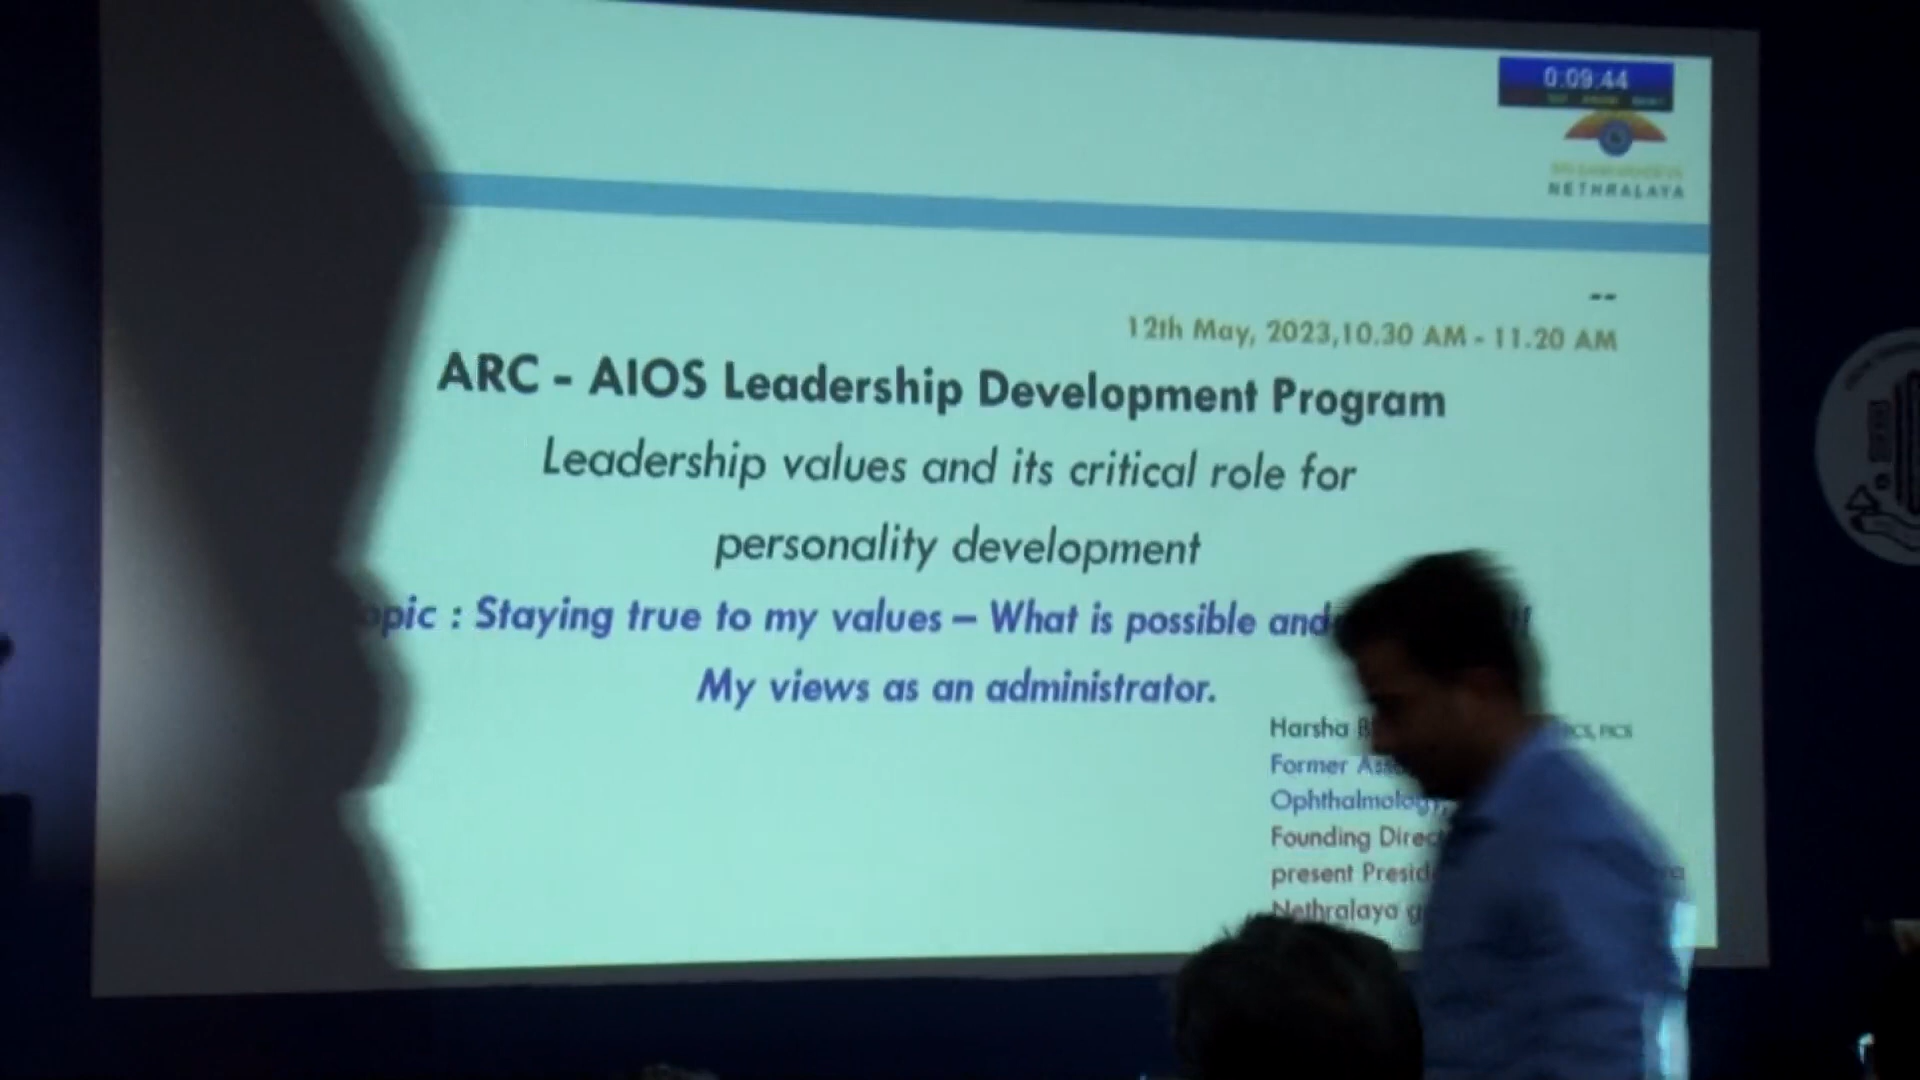 0:09:44
NETHRALAYA
--
12th May, 2023,10.30 AM - 11.20 AM
ARC - AIOS Leadership Development Program
Leadership values and its critical role for
personality development
opic : Staying true to my values – What is possible and
My views as an administrator.
Harsha
Former
Ophthalmology,
Founding
present
Nethralaya